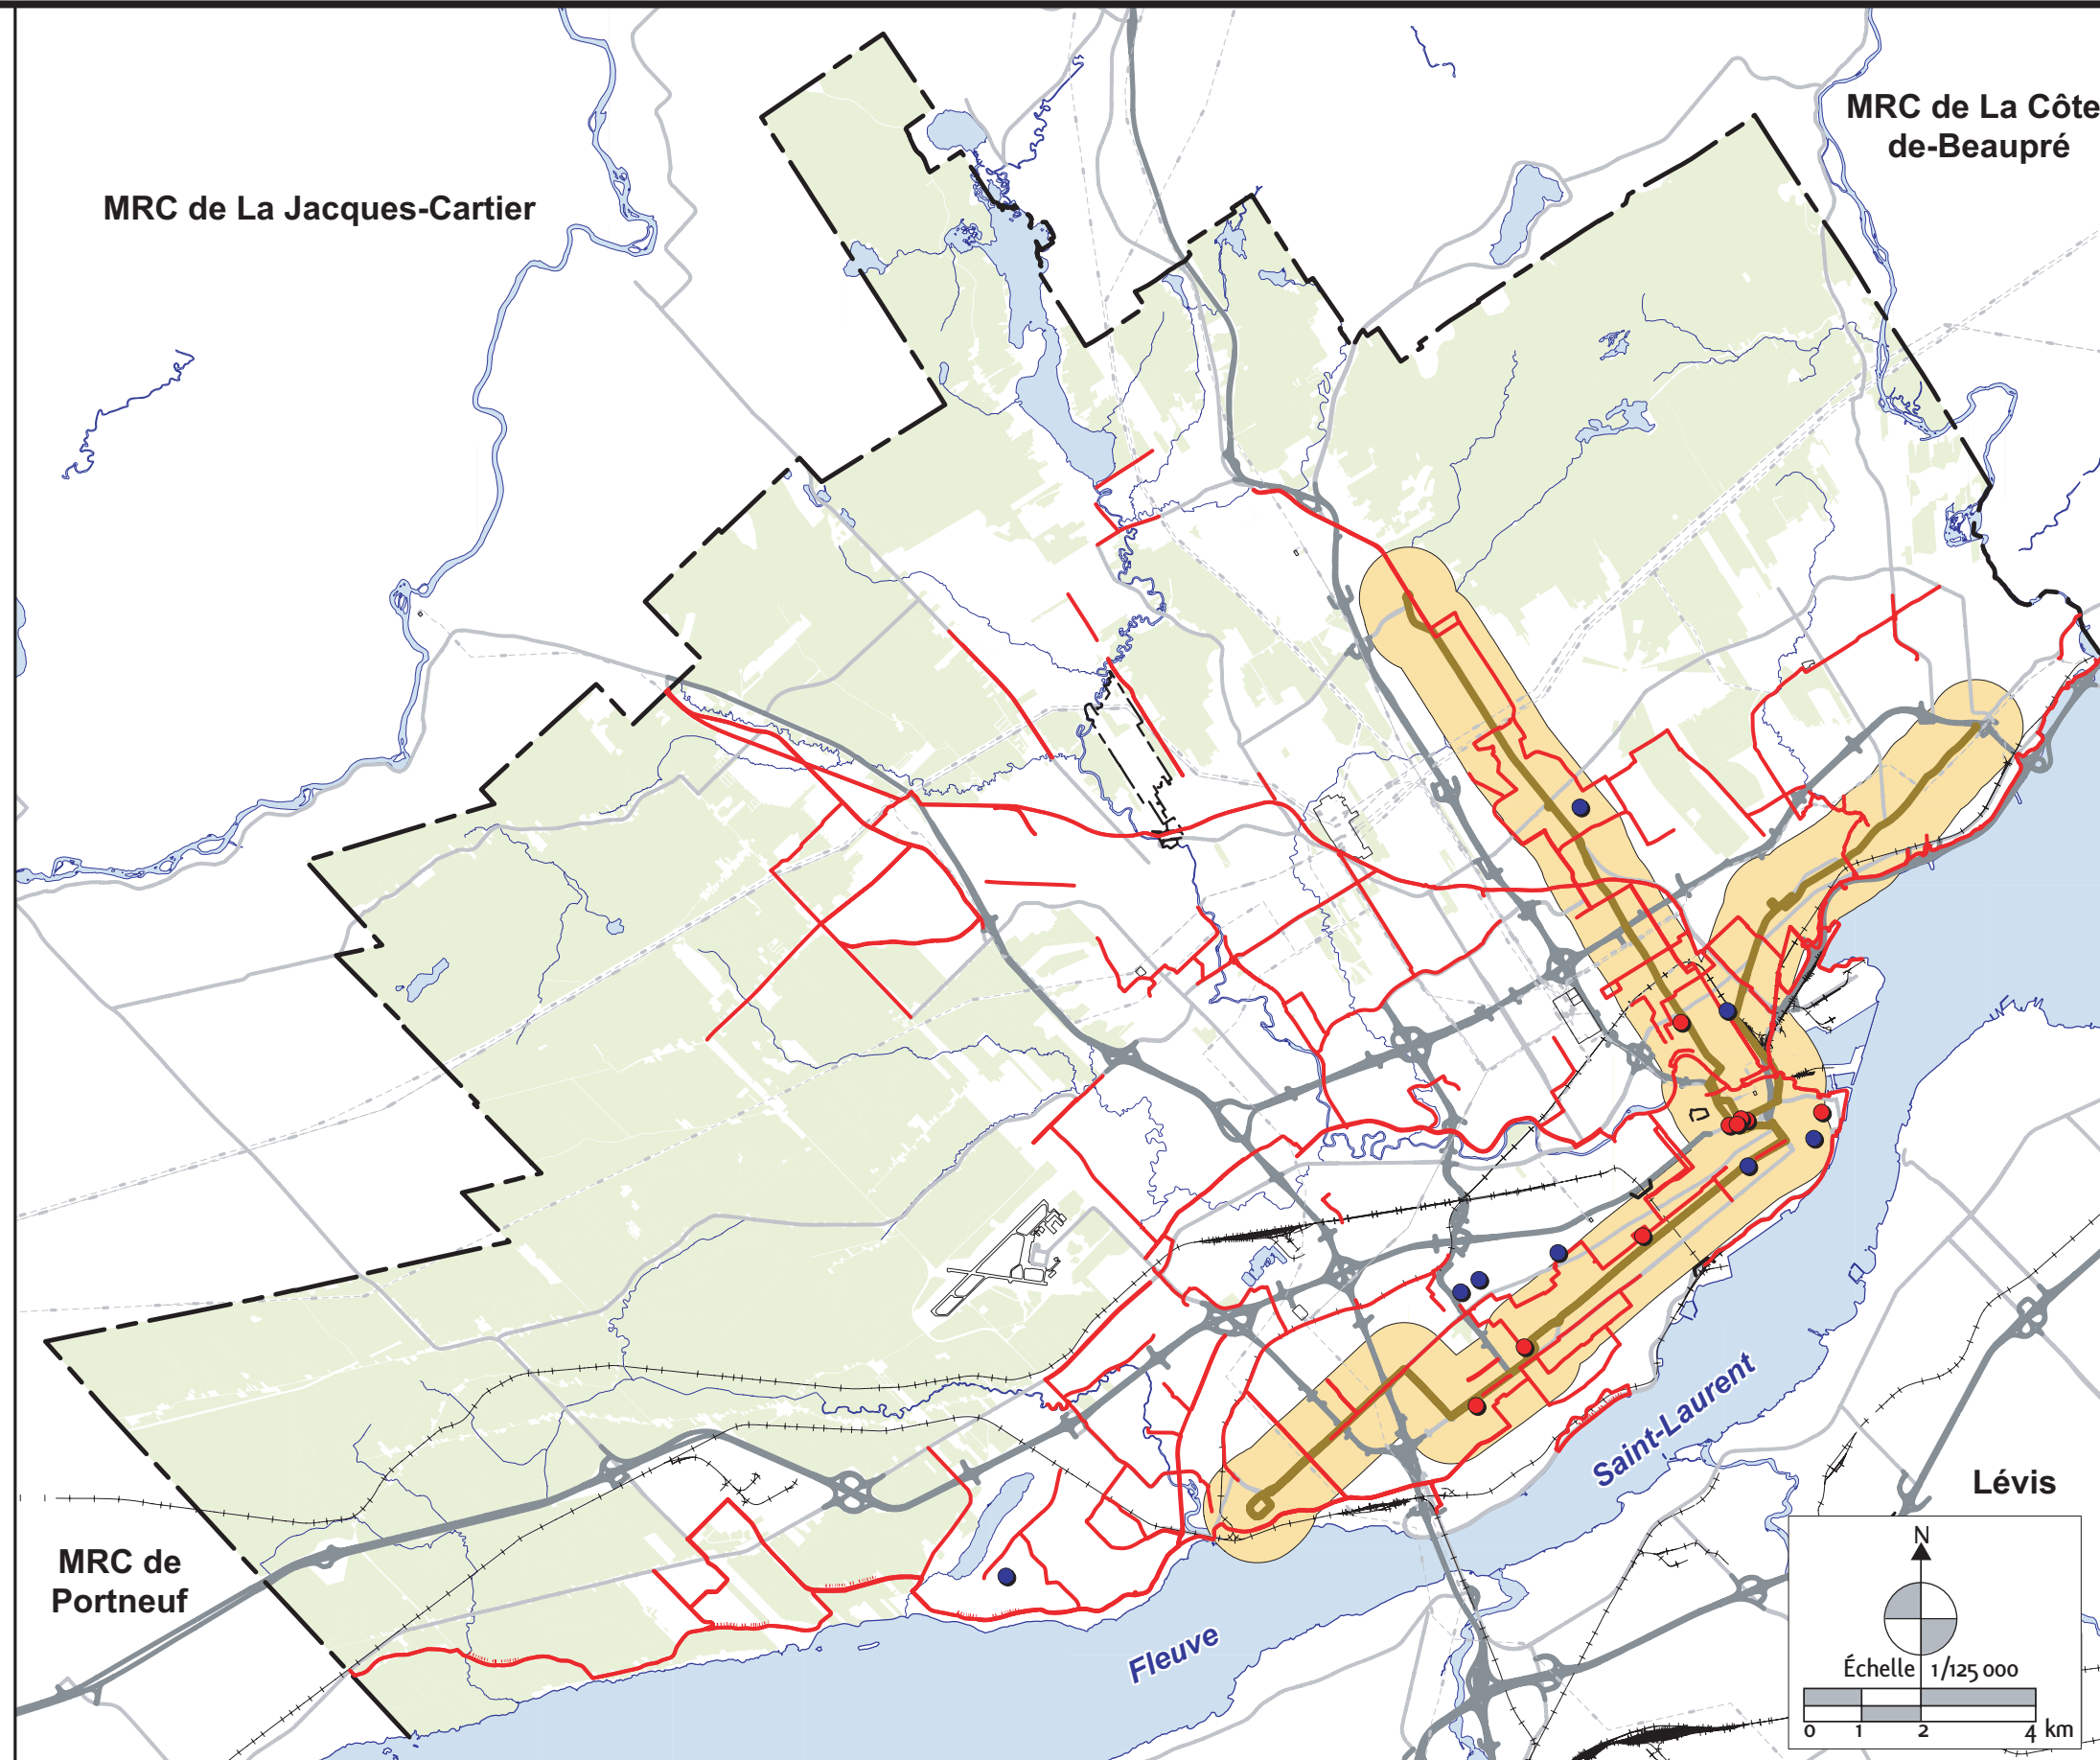 MRC de La Côte
de-Beaupré
MRC de La Jacques-Cartier
Saint-Laurent
Lévis
MRC de
Portneuf
Fleuve
N
Échelle 1/125 000
0 1 2 4 km